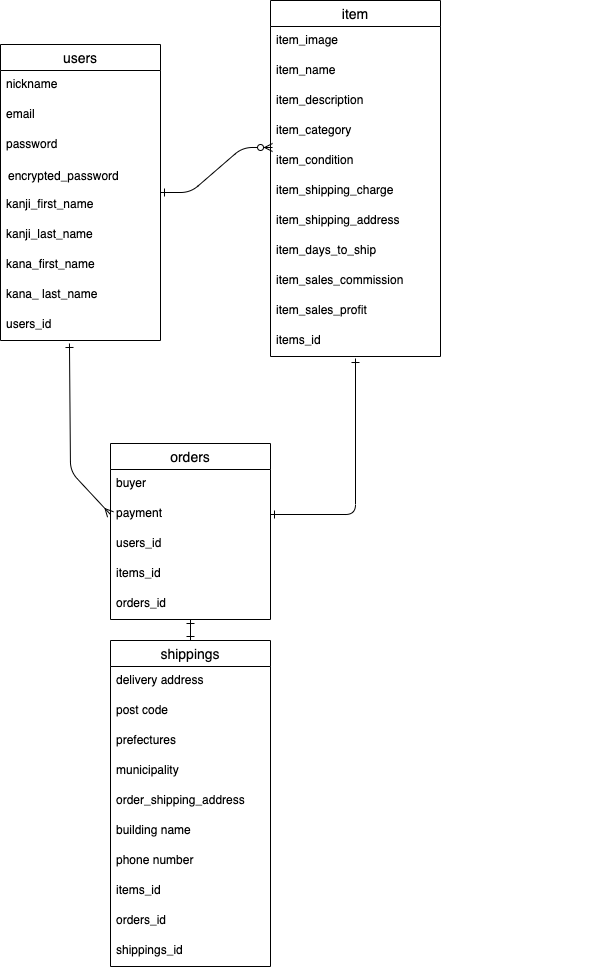 users
nickname
email
password
encrypted_password
kanji_first_name
kanji_last_name
kana_first_name
kana_ last_name
users_id
item
item_image
item_name
item_description
item_category
item_condition
item_shipping_charge
item_shipping_address
item_days_to_ship
item_sales_commission
item_sales_profit
items_id
orders
buyer
payment
users_id
items_id
orders_id
shippings
delivery address
post code
prefectures
municipality
order_shipping_address
building name
phone number
items_id
orders_id
shippings_id